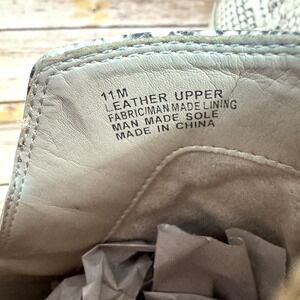 11M
LEATHER UPPER
FABRIC/MAN MADE LINING
MAN MADE SOLE
MADE IN CHINA